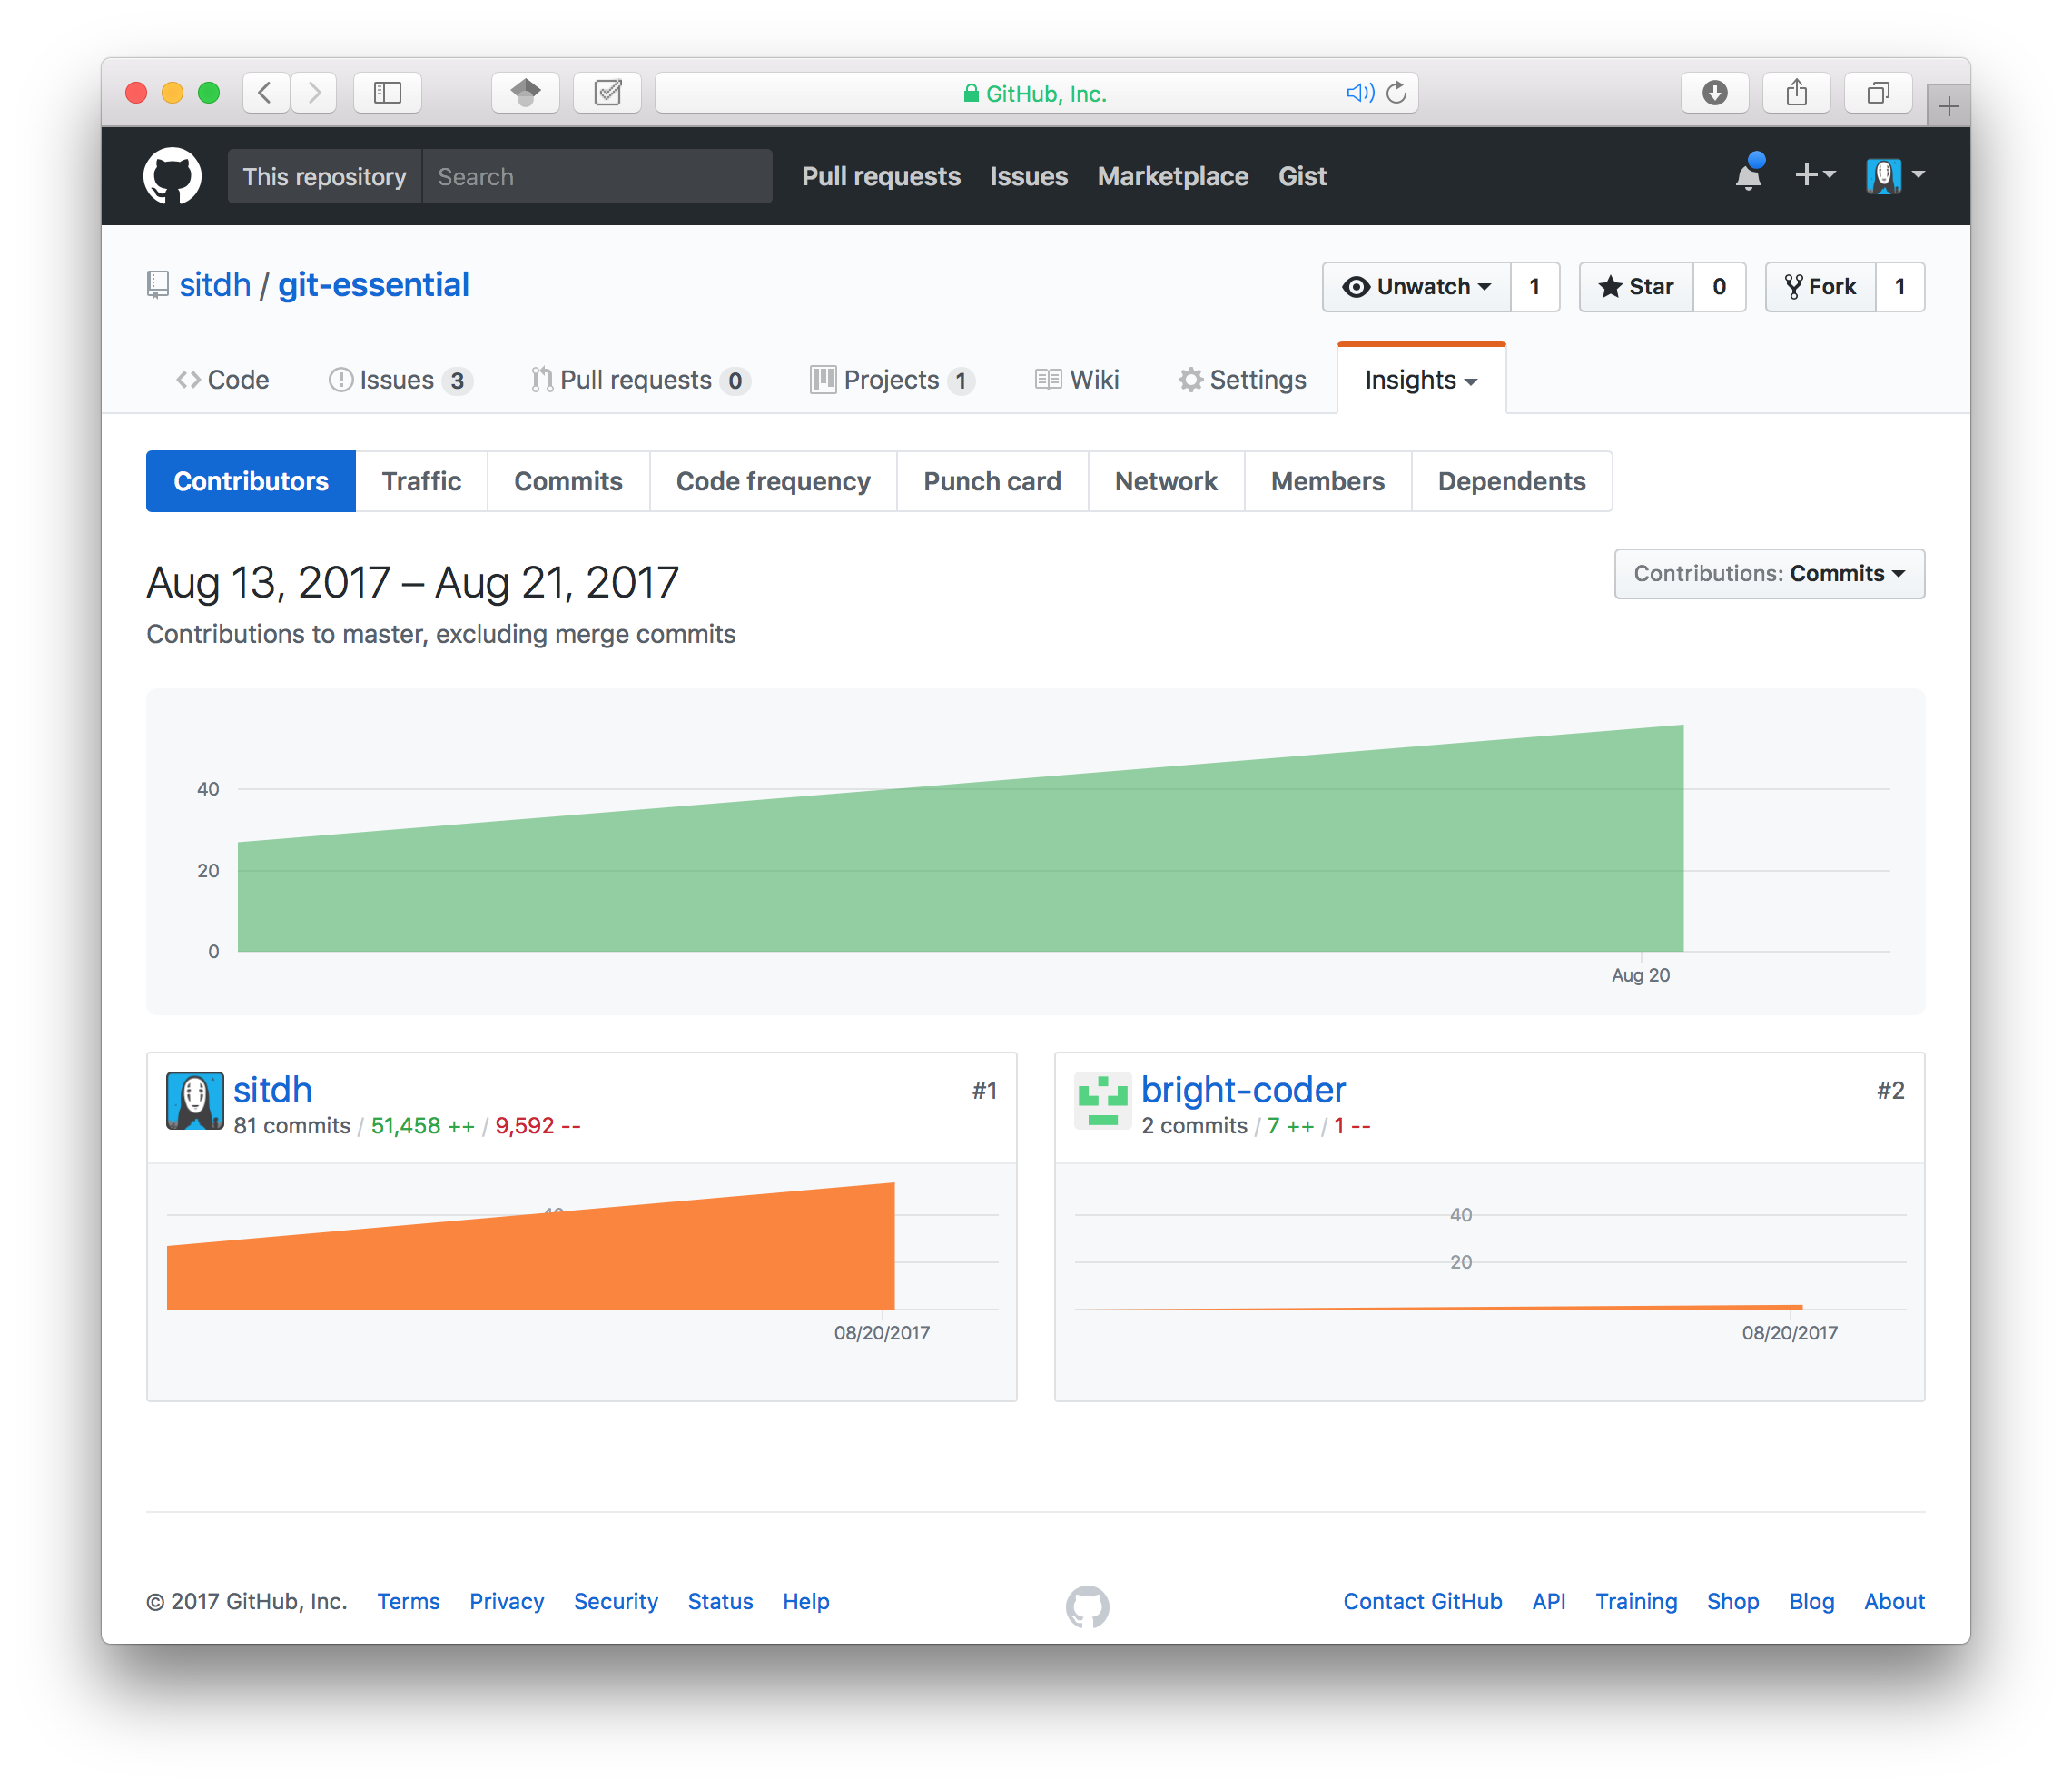 GitHub, Inc.
This repository Search Pull requests Issues Marketplace Gist
sitdh / git-essential Unwatch 1 Star 0 Fork 1
Code Issues 3 Pull requests 0 Projects 1 Wiki Settings Insights
Contributors Traffic Commits Code frequency Punch card Network Members Dependents
Aug 13, 2017 – Aug 21, 2017 Contributions: Commits
Contributions to master, excluding merge commits
40
20
0
Aug 20
sitdh #1
81 commits / 51,458 ++ / 9,592 --
40
08/20/2017
bright-coder #2
2 commits / 7 ++ / 1 --
40
20
08/20/2017
© 2017 GitHub, Inc. Terms Privacy Security Status Help Contact GitHub API Training Shop Blog About